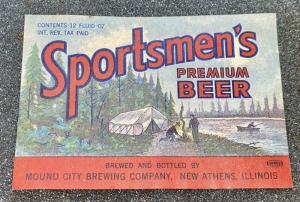 CONTENTS 12 FLUID OZ
INT. REV. TAX PAID
Sportsmen's
PREMIUM
BEER
BREWED AND BOTTLED BY
MOUND CITY BREWING COMPANY, NEW ATHENS, ILLINOIS